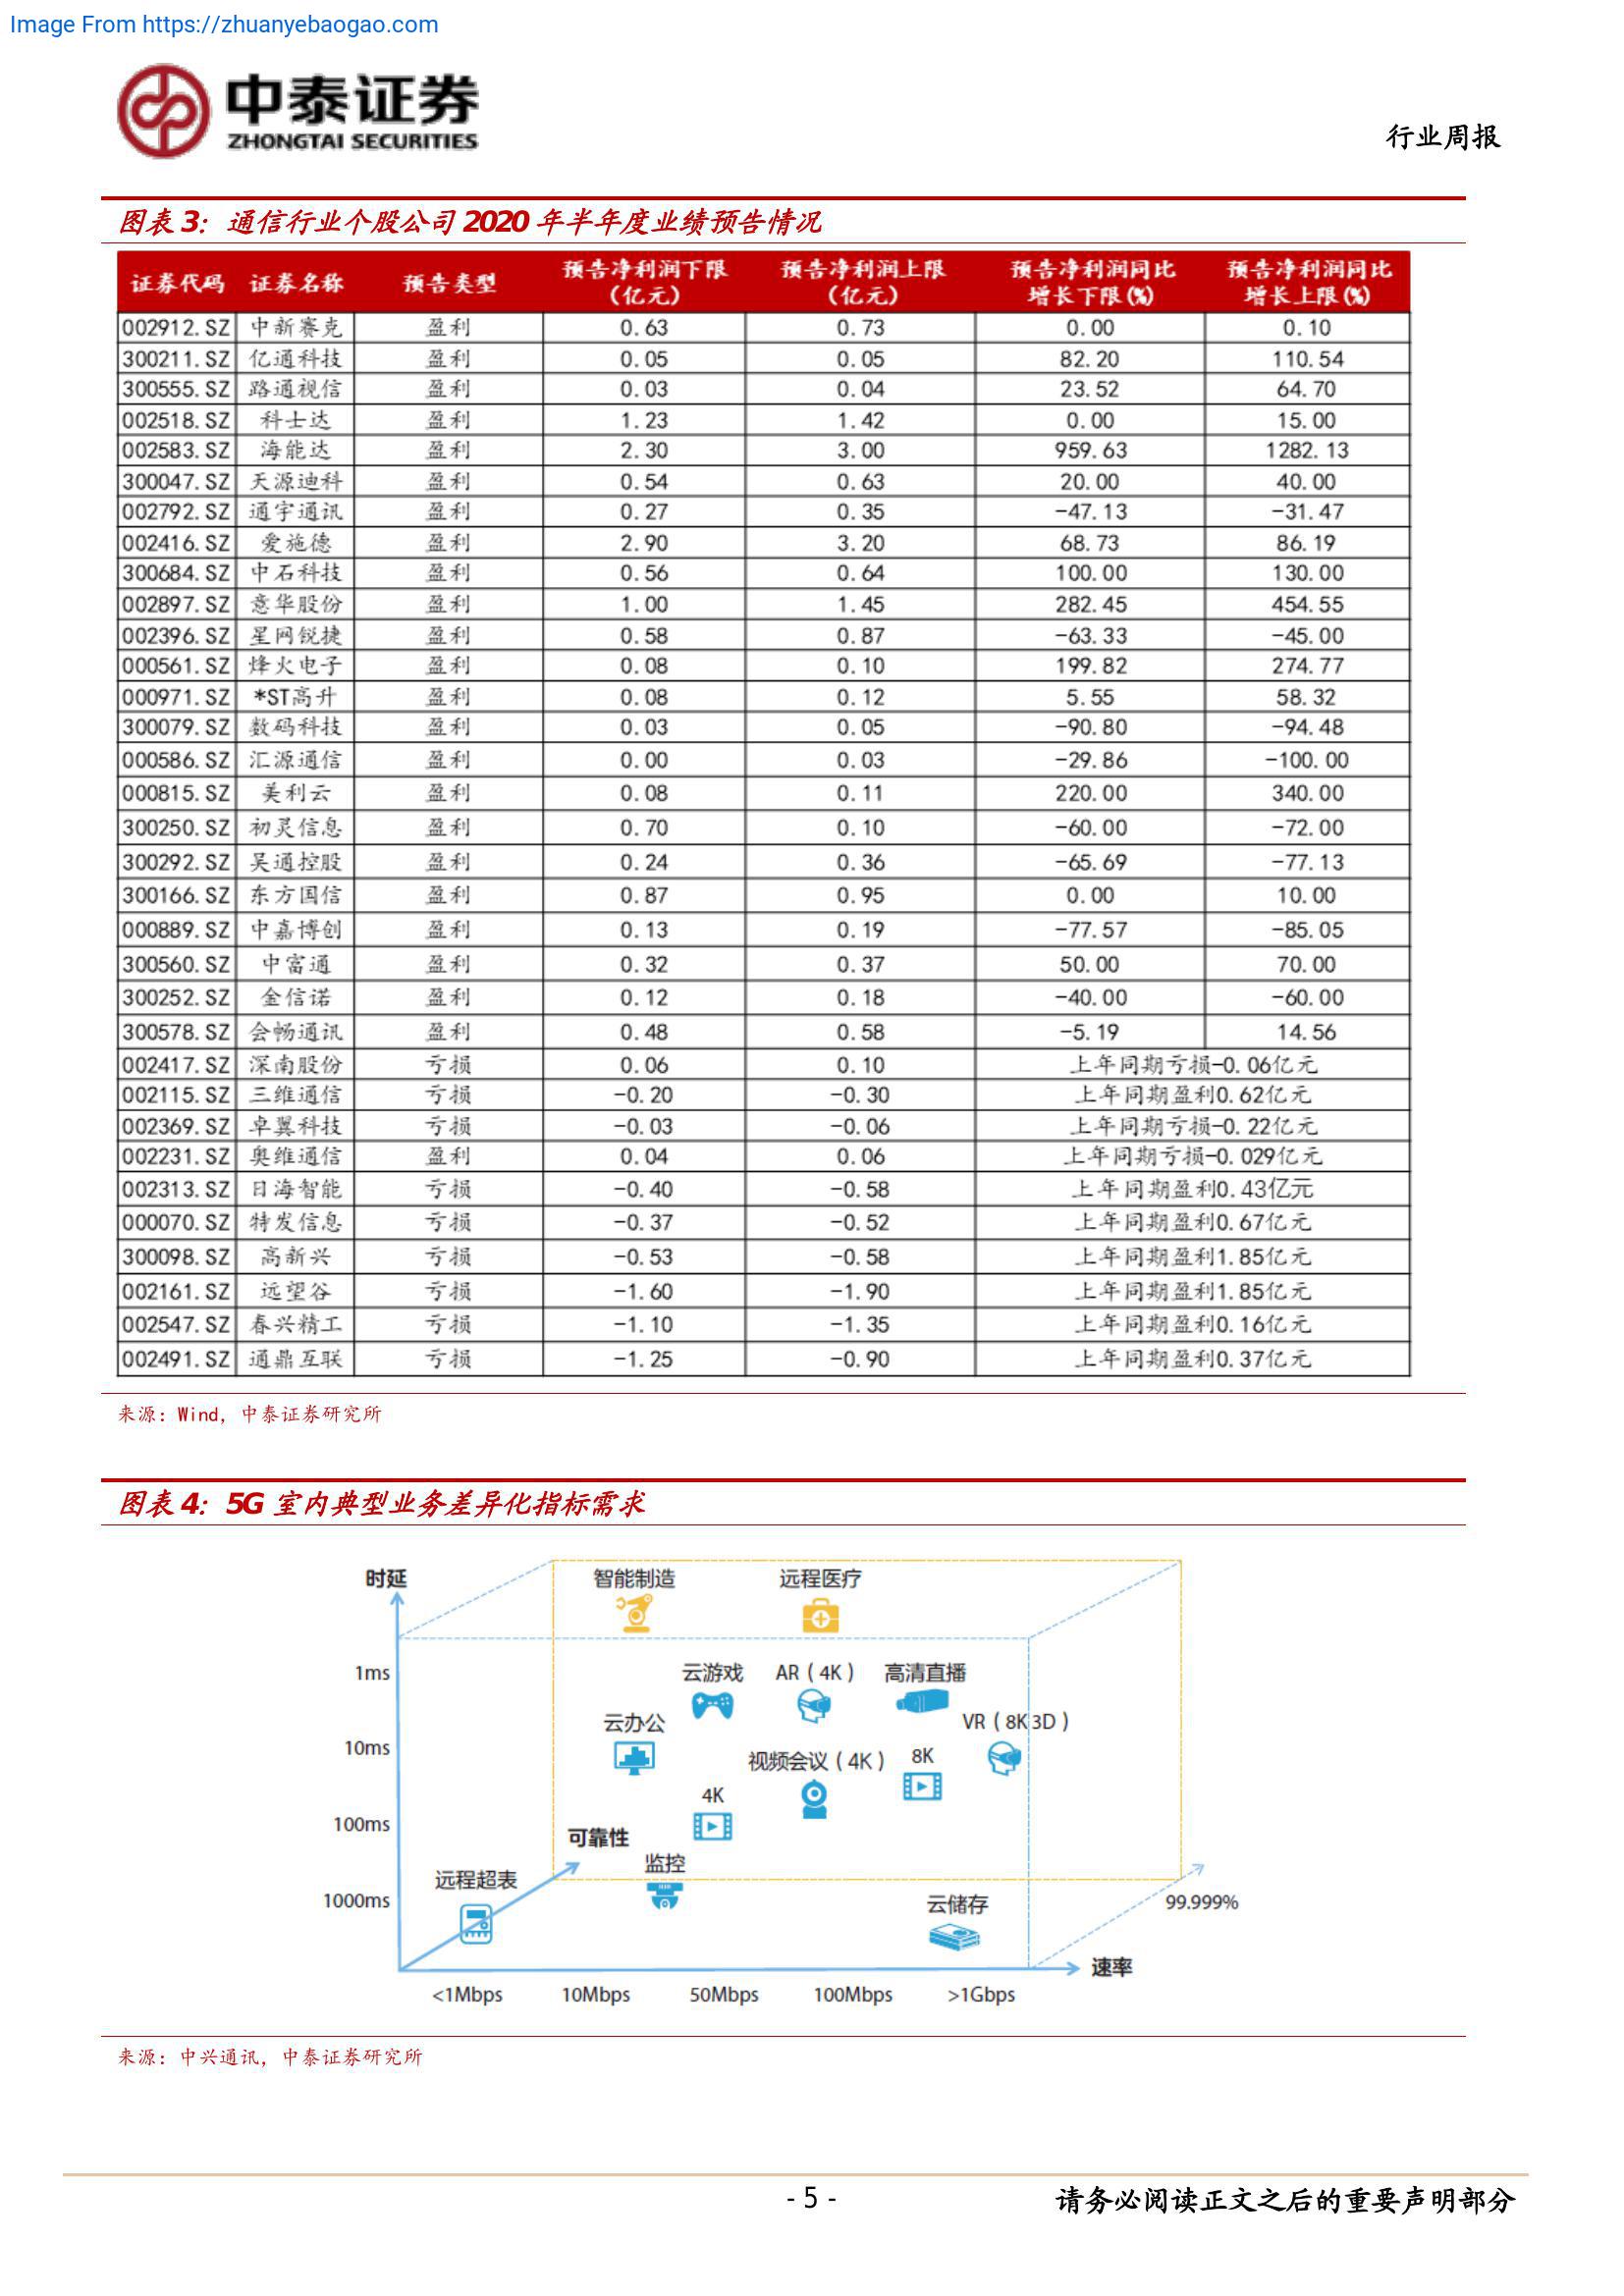 Image From https://zhuanyebaogao.com
中泰证券
ZHONGTAI SECURITIES
行业周报
图表 3：通信行业个股公司 2020 年半年度业绩预告情况
证券代码 证券名称 预告类型 预告净利润下限（亿元） 预告净利润上限（亿元） 预告净利润同比增长下限(%) 预告净利润同比增长上限(%)
002912.SZ 中新赛克 盈利 0.63 0.73 0.00 0.10
300211.SZ 亿通科技 盈利 0.05 0.05 82.20 110.54
300555.SZ 路通视信 盈利 0.03 0.04 23.52 64.70
002518.SZ 科士达 盈利 1.23 1.42 0.00 15.00
002583.SZ 海能达 盈利 2.30 3.00 959.63 1282.13
300047.SZ 天源迪科 盈利 0.54 0.63 20.00 40.00
002792.SZ 通宇通讯 盈利 0.27 0.35 -47.13 -31.47
002416.SZ 爱施德 盈利 2.90 3.20 68.73 86.19
300684.SZ 中石科技 盈利 0.56 0.64 100.00 130.00
002897.SZ 意华股份 盈利 1.00 1.45 282.45 454.55
002396.SZ 星网锐捷 盈利 0.58 0.87 -63.33 -45.00
000561.SZ 烽火电子 盈利 0.08 0.10 199.82 274.77
000971.SZ *ST高升 盈利 0.08 0.12 5.55 58.32
300079.SZ 数码科技 盈利 0.03 0.05 -90.80 -94.48
000586.SZ 汇源通信 盈利 0.00 0.03 -29.86 -100.00
000815.SZ 美利云 盈利 0.08 0.11 220.00 340.00
300250.SZ 初灵信息 盈利 0.70 0.10 -60.00 -72.00
300292.SZ 吴通控股 盈利 0.24 0.36 -65.69 -77.13
300166.SZ 东方国信 盈利 0.87 0.95 0.00 10.00
000889.SZ 中嘉博创 盈利 0.13 0.19 -77.57 -85.05
300560.SZ 中富通 盈利 0.32 0.37 50.00 70.00
300252.SZ 金信诺 盈利 0.12 0.18 -40.00 -60.00
300578.SZ 会畅通讯 盈利 0.48 0.58 -5.19 14.56
002417.SZ 深南股份 亏损 0.06 0.10 上年同期亏损-0.06亿元
002115.SZ 三维通信 亏损 -0.20 -0.30 上年同期盈利0.62亿元
002369.SZ 卓翼科技 亏损 -0.03 -0.06 上年同期亏损-0.22亿元
002231.SZ 奥维通信 盈利 0.04 0.06 上年同期亏损-0.029亿元
002313.SZ 日海智能 亏损 -0.40 -0.58 上年同期盈利0.43亿元
000070.SZ 特发信息 亏损 -0.37 -0.52 上年同期盈利0.67亿元
300098.SZ 高新兴 亏损 -0.53 -0.58 上年同期盈利1.85亿元
002161.SZ 远望谷 亏损 -1.60 -1.90 上年同期盈利1.85亿元
002547.SZ 春兴精工 亏损 -1.10 -1.35 上年同期盈利0.16亿元
002491.SZ 通鼎互联 亏损 -1.25 -0.90 上年同期盈利0.37亿元
来源：Wind，中泰证券研究所
图表 4：5G 室内典型业务差异化指标需求
时延 智能制造 远程医疗
1ms 云游戏 AR（4K） 高清直播
云办公 VR（8K 3D）
10ms 视频会议（4K） 8K
4K
100ms 可靠性
监控
远程超表
1000ms 云储存 99.999%
速率
<1Mbps 10Mbps 50Mbps 100Mbps >1Gbps
来源：中兴通讯，中泰证券研究所
- 5 -
请务必阅读正文之后的重要声明部分